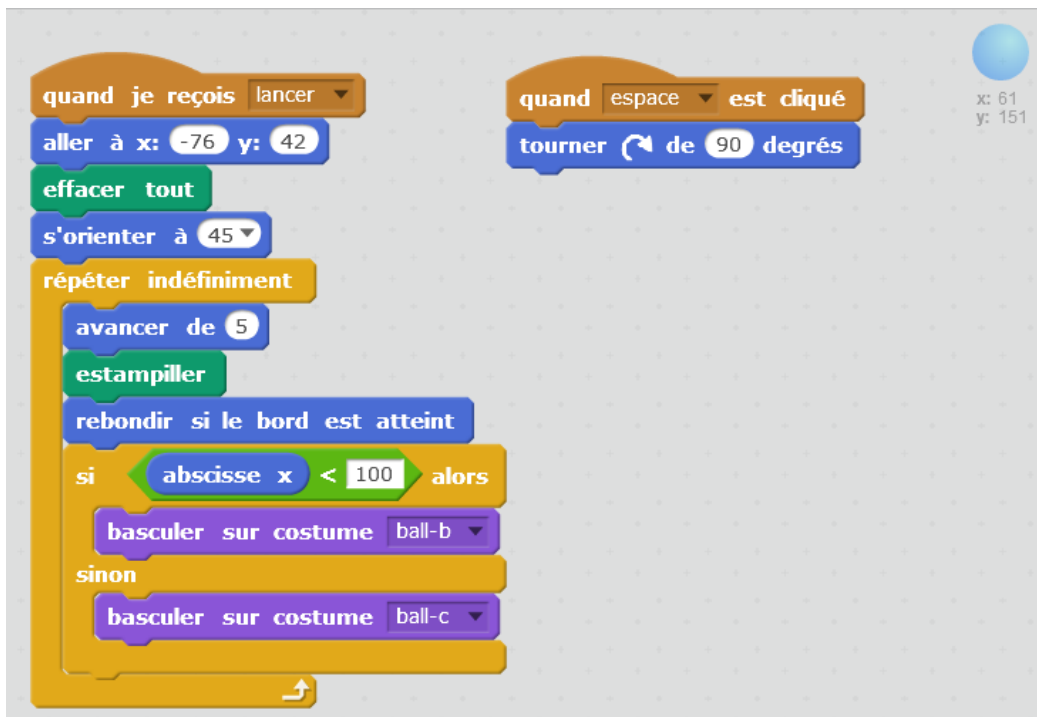 quand je reçois lancer
aller à x: -76 y: 42
effacer tout
s'orienter à 45
répéter indéfiniment
avancer de 5
estampiller
rebondir si le bord est atteint
si abscisse x < 100 alors
basculer sur costume ball-b
sinon
basculer sur costume ball-c
quand espace est cliqué
tourner de 90 degrés
x: 61
y: 151